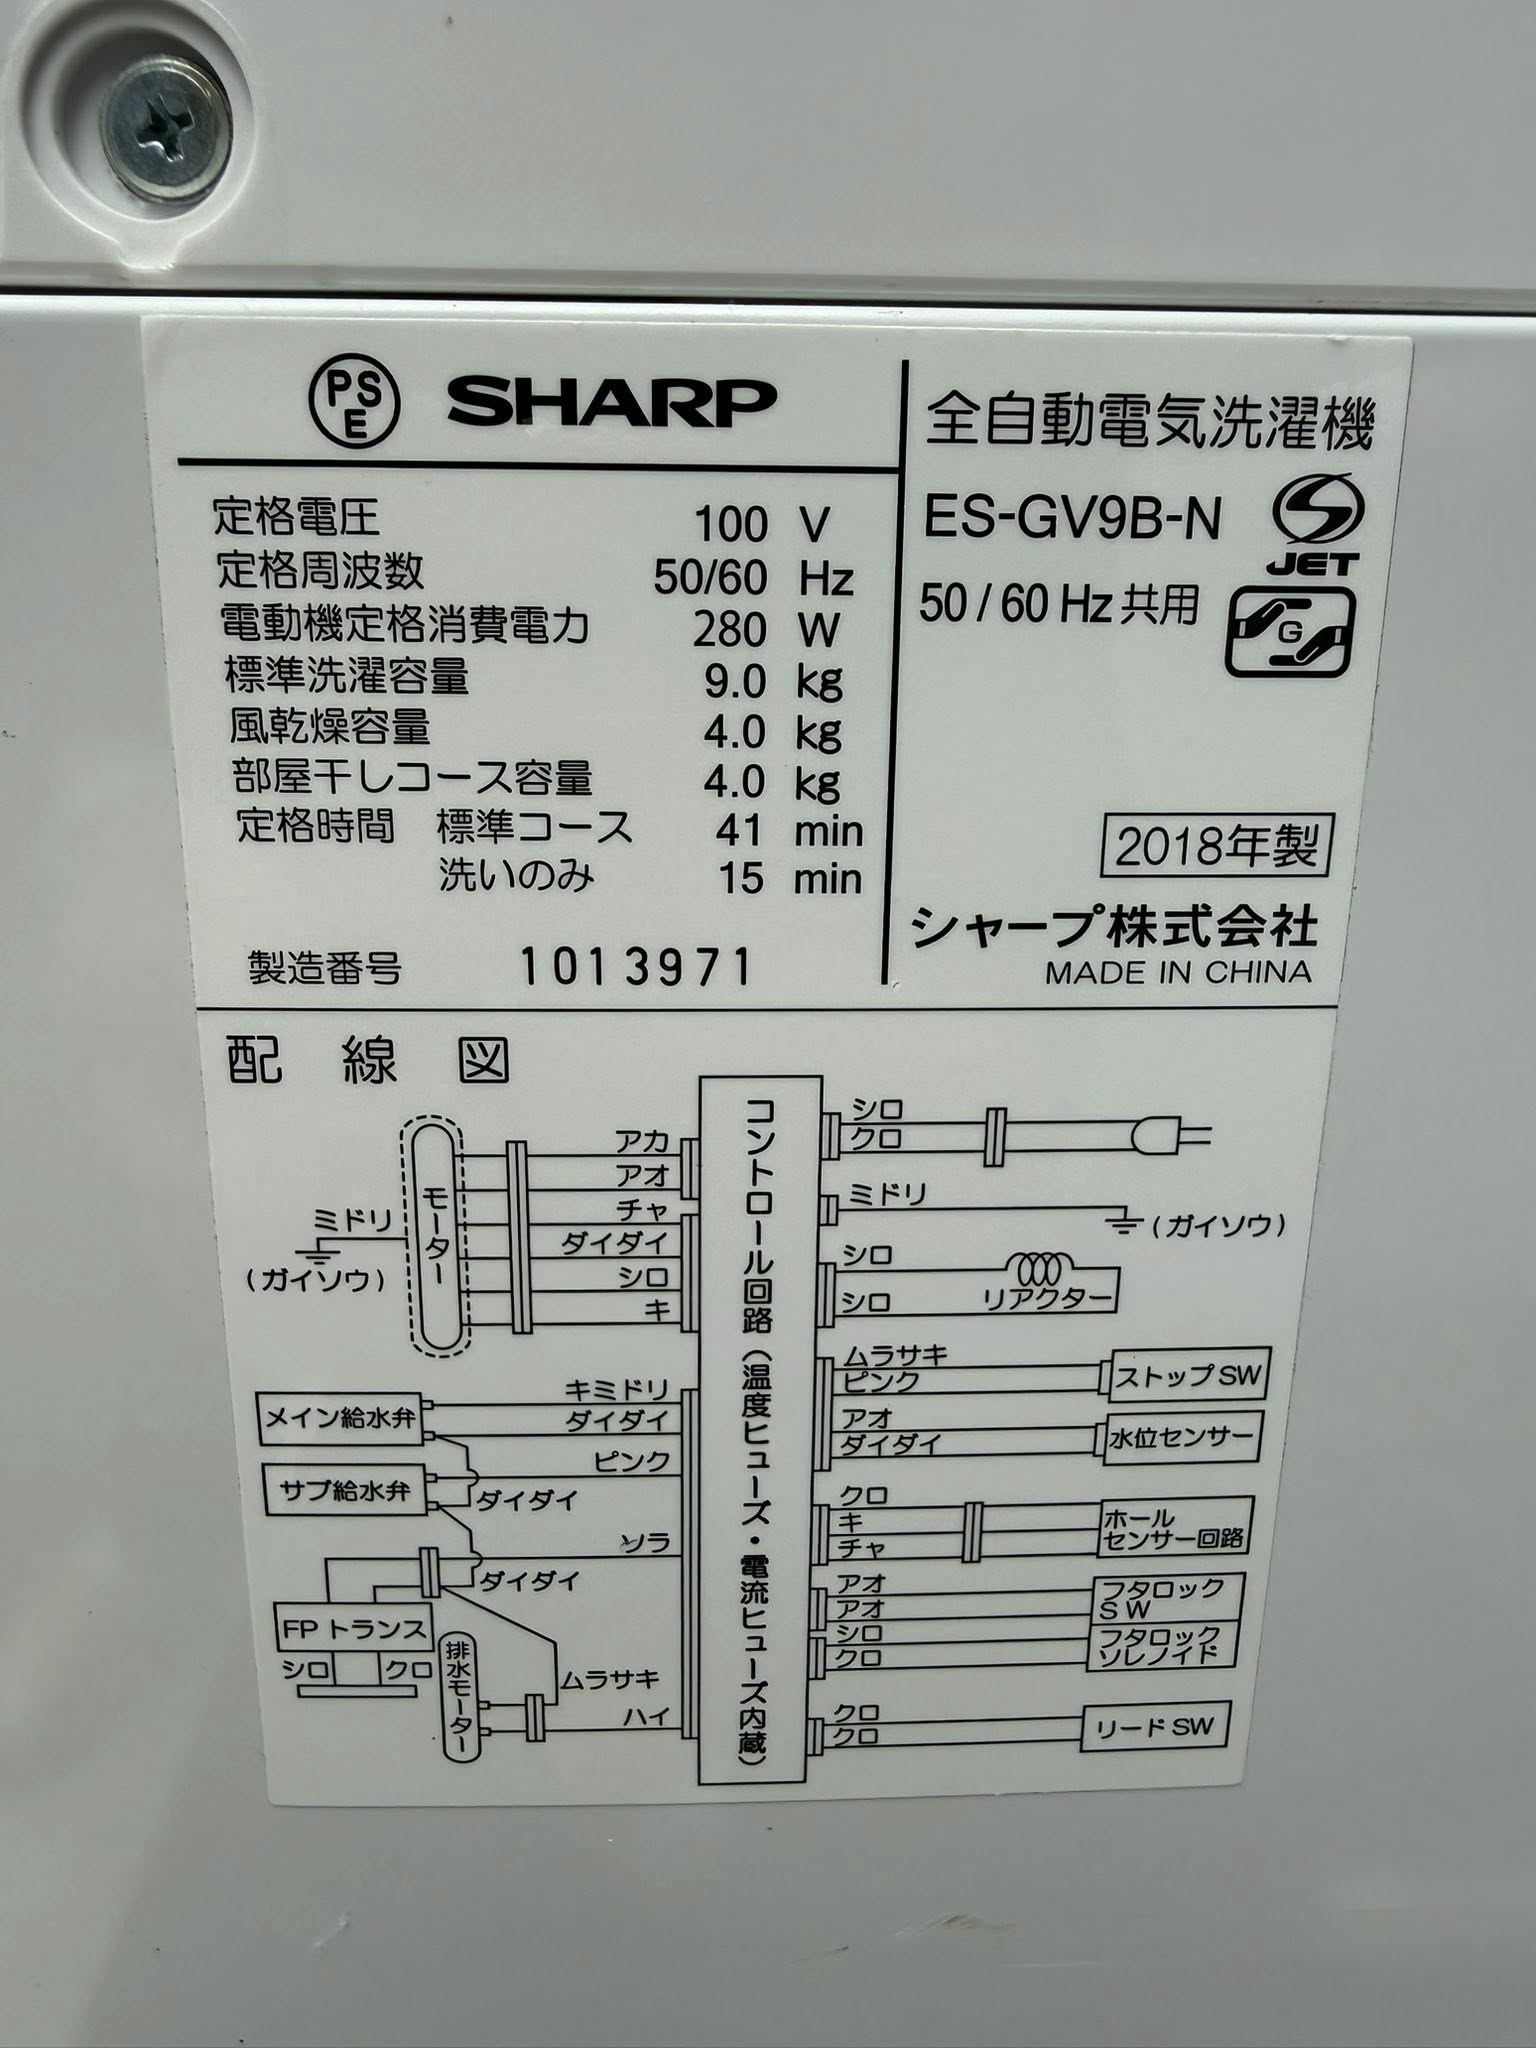 PSE SHARP
定格電圧 100 V
定格周波数 50/60 Hz
電動機定格消費電力 280 W
標準洗濯容量 9.0 kg
風乾燥容量 4.0 kg
部屋干しコース容量 4.0 kg
定格時間 標準コース 41 min
洗いのみ 15 min
製造番号 1013971
全自動電気洗濯機
ES-GV9B-N
JET
50/60 Hz 共用
G
2018年製
シャープ株式会社
MADE IN CHINA
配線図
モーター
ミドリ
(ガイソウ)
アカ
アオ
チャ
ダイダイ
シロ
キ
メイン給水弁
キミドリ
ダイダイ
サブ給水弁
ピンク
ダイダイ
ソラ
ダイダイ
FPトランス
シロ
クロ
排水モーター
ムラサキ
ハイ
コントロール回路(温度ヒューズ・電流ヒューズ内蔵)
シロ
クロ
ミドリ
(ガイソウ)
シロ
シロ
リアクター
ムラサキ
ピンク
ストップSW
アオ
ダイダイ
水位センサー
クロ
キ
チャ
ホール
センサー回路
アオ
アオ
フタロック
SW
シロ
クロ
フタロック
ソレノイド
クロ
クロ
リードSW